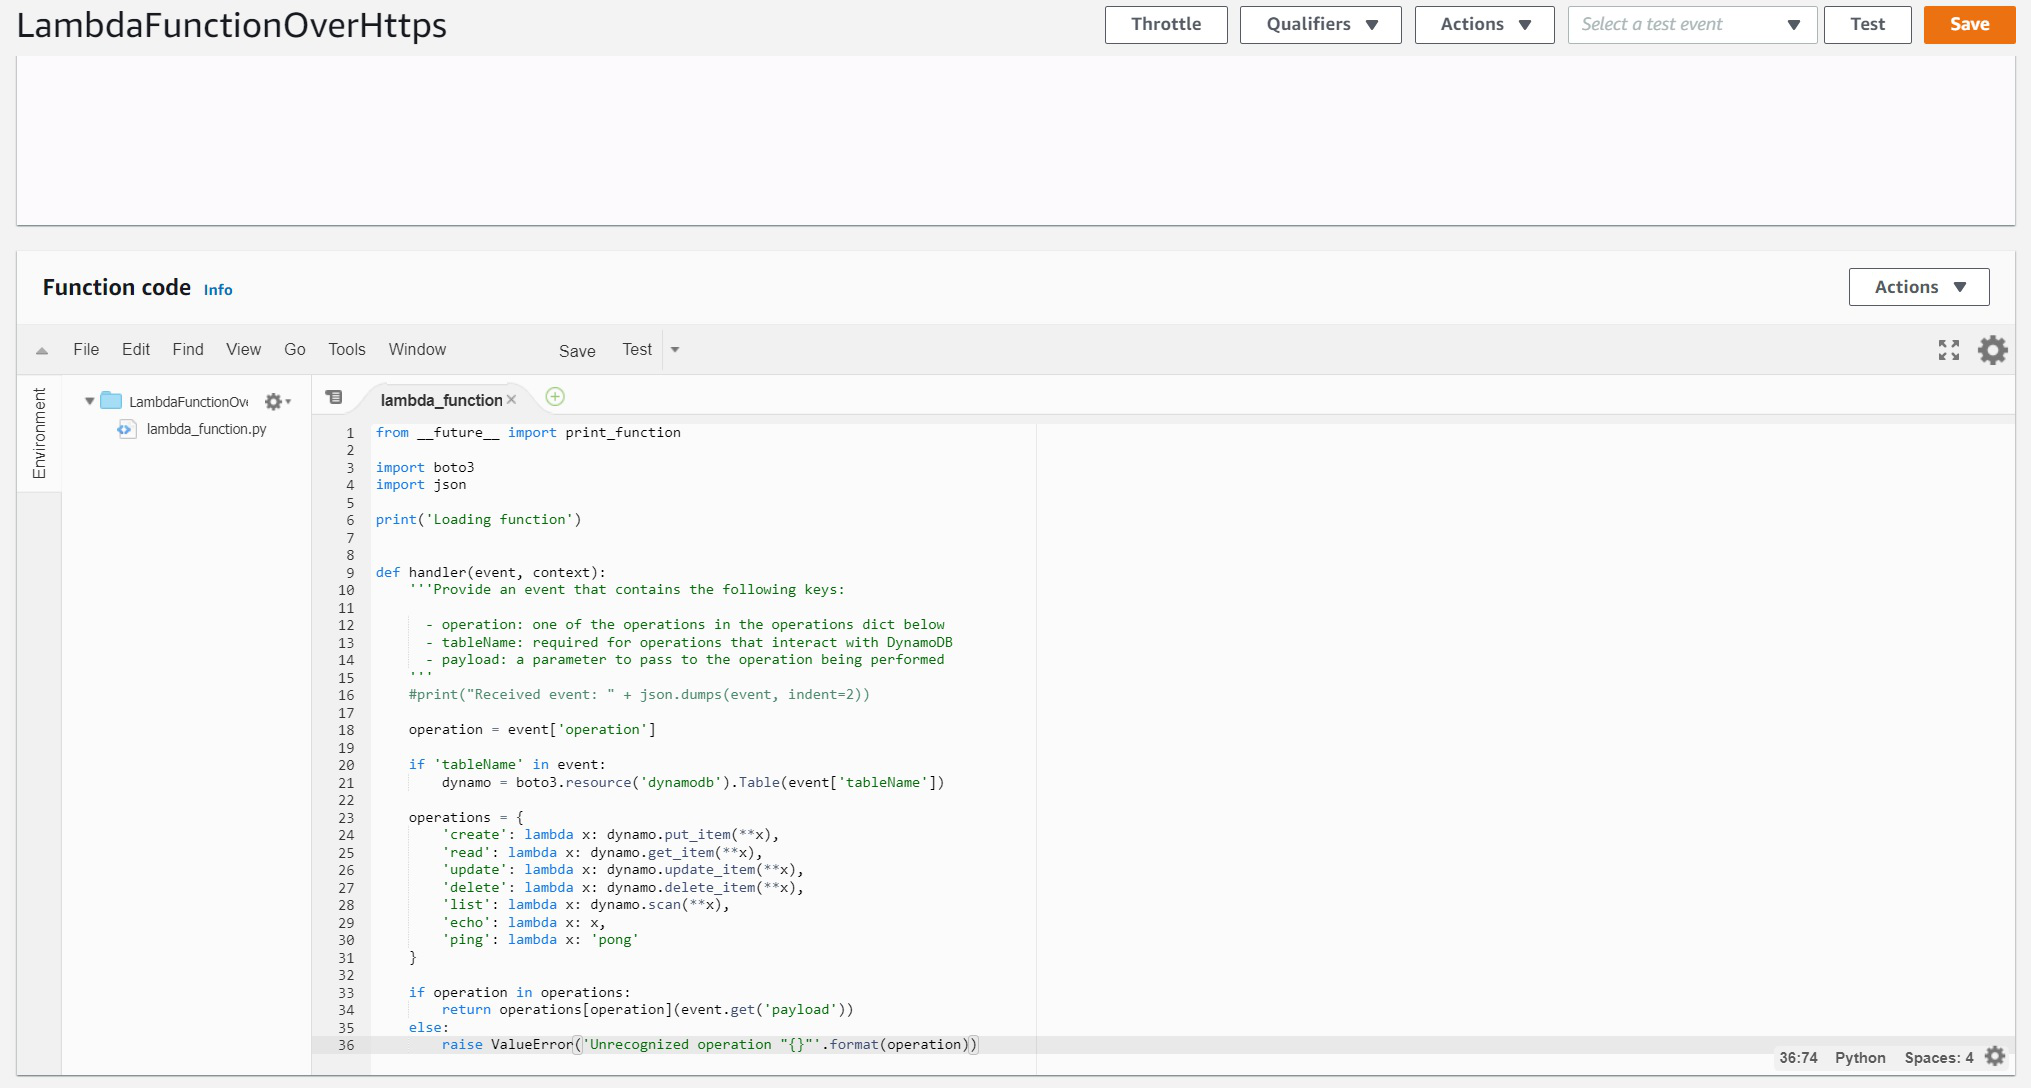 LambdaFunctionOverHttps
Throttle Qualifiers Actions Select a test event Test Save
Function code Info
Actions
File Edit Find View Go Tools Window Save Test
Environment
LambdaFunctionOve
lambda_function.py
lambda_function
1 from __future__ import print_function
2
3 import boto3
4 import json
5
6 print('Loading function')
7
8
9 def handler(event, context):
10     '''Provide an event that contains the following keys:
11
12       - operation: one of the operations in the operations dict below
13       - tableName: required for operations that interact with DynamoDB
14       - payload: a parameter to pass to the operation being performed
15     '''
16     #print("Received event: " + json.dumps(event, indent=2))
17
18     operation = event['operation']
19
20     if 'tableName' in event:
21         dynamo = boto3.resource('dynamodb').Table(event['tableName'])
22
23     operations = {
24         'create': lambda x: dynamo.put_item(**x),
25         'read': lambda x: dynamo.get_item(**x),
26         'update': lambda x: dynamo.update_item(**x),
27         'delete': lambda x: dynamo.delete_item(**x),
28         'list': lambda x: dynamo.scan(**x),
29         'echo': lambda x: x,
30         'ping': lambda x: 'pong'
31     }
32
33     if operation in operations:
34         return operations[operation](event.get('payload'))
35     else:
36         raise ValueError('Unrecognized operation "{}"'.format(operation))
36:74 Python Spaces: 4